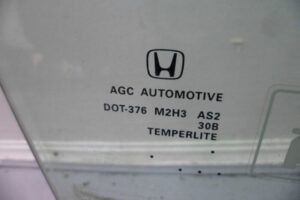 AGC AUTOMOTIVE
DOT-376 M2H3 AS2
30B
TEMPERLITE